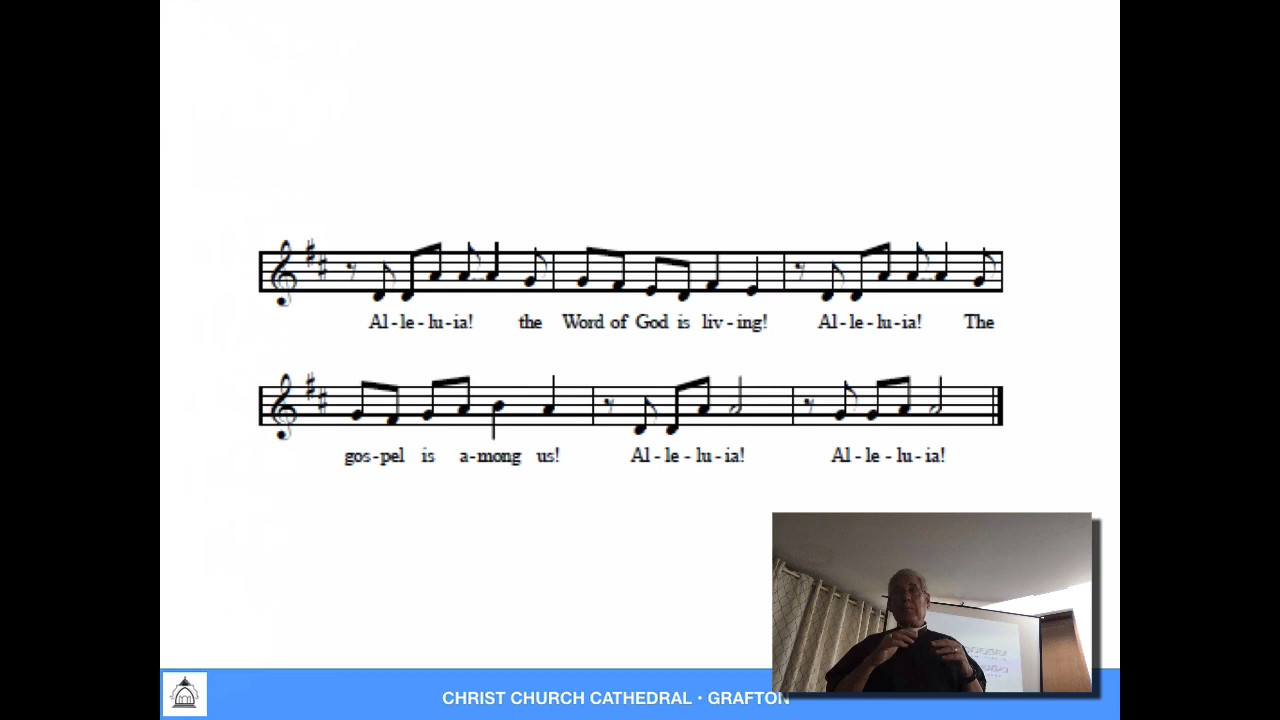 Al - le - lu - ia! the Word of God is liv - ing! Al - le - lu - ia! The
gos - pel is a - mong us! Al - le - lu - ia! Al - le - lu - ia!
CHRIST CHURCH CATHEDRAL • GRAFTON